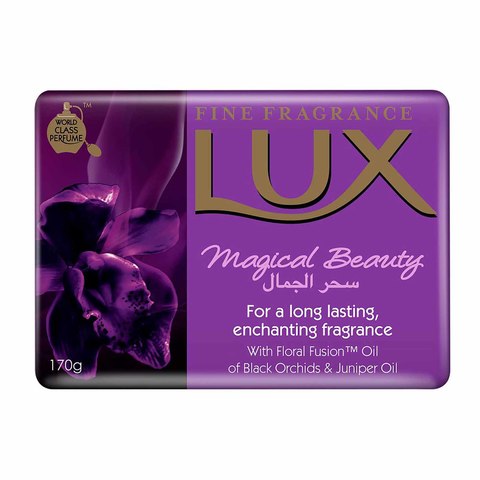 WORLD
CLASS
PERFUME
TM
FINE FRAGRANCE
LUX
Magical Beauty
سحر الجمال
For a long lasting,
enchanting fragrance
With Floral Fusion™ Oil
of Black Orchids & Juniper Oil
170g